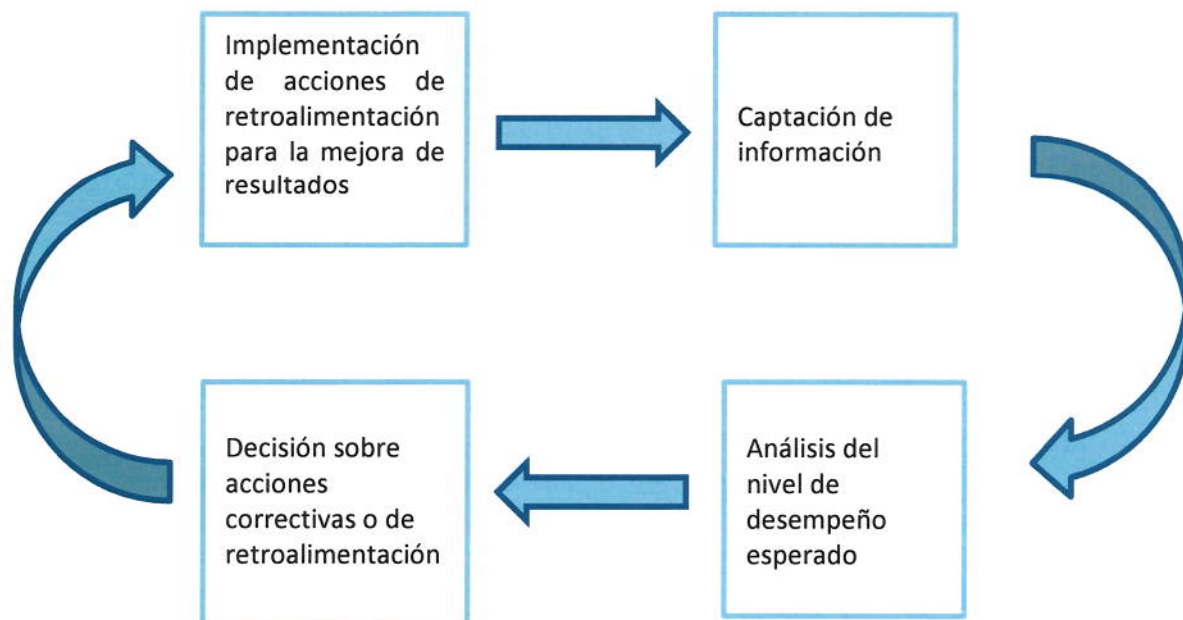 Implementación
de acciones de
retroalimentación
para la mejora de
resultados
Captación de
información
Decisión sobre
acciones
correctivas o de
retroalimentación
Análisis del
nivel de
desempeño
esperado